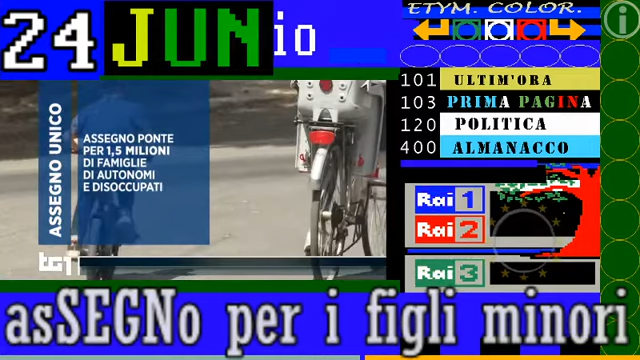 24 JUNio
ETYM. COLOR.
101 ULTIM'ORA
103 PRIMA PAGINA
120 POLITICA
400 ALMANACCO
ASSEGNO UNICO
ASSEGNO PONTE
PER 1,5 MILIONI
DI FAMIGLIE
DI AUTONOMI
E DISOCCUPATI
Rai 1
Rai 2
Rai 3
tg1
asSEGNo per i figli minori